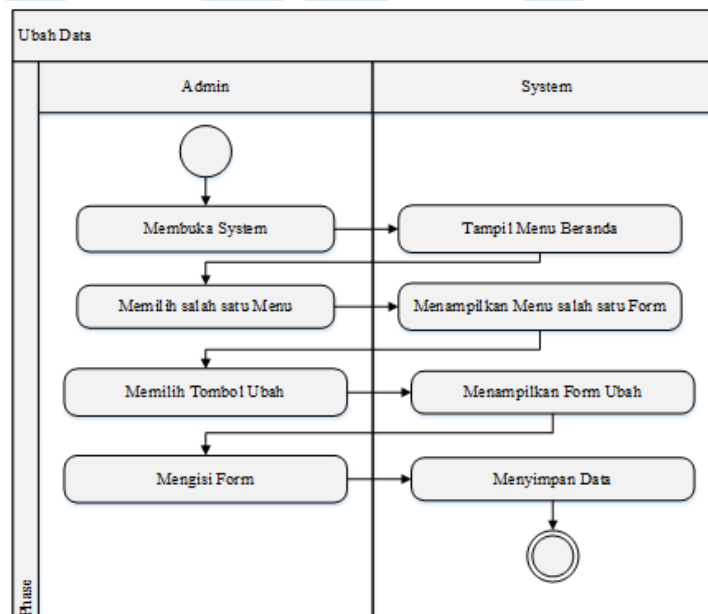 Ubah Data
Admin
System
Membuka System
Tampil Menu Beranda
Memilih salah satu Menu
Menampilkan Menu salah satu Form
Memilih Tombol Ubah
Menampilkan Form Ubah
Mengisi Form
Menyimpan Data
Phase